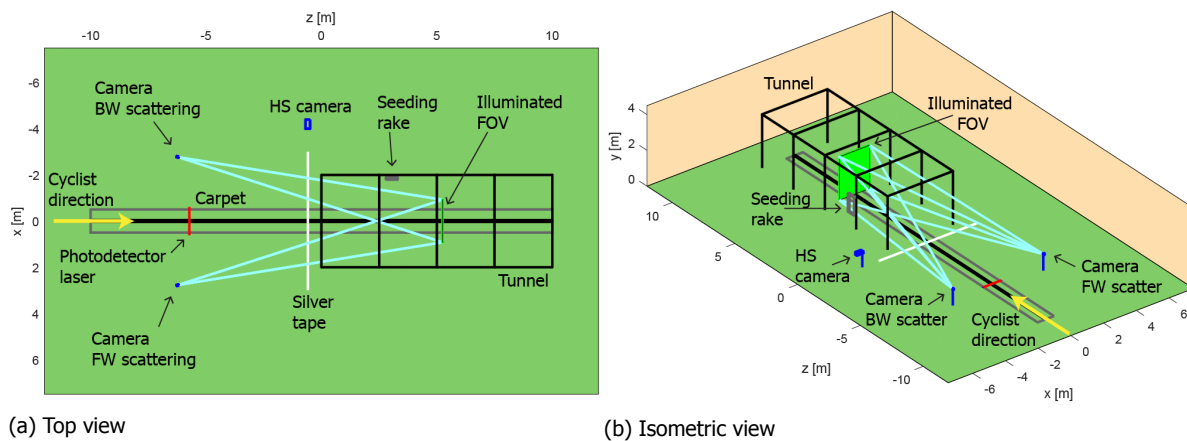 z [m]
-10
-5
0
5
10
x [m]
-6
-4
-2
0
2
4
6
Camera
BW scattering
HS camera
Seeding
rake
Illuminated
FOV
Cyclist
direction
Carpet
Photodetector
laser
Camera
FW scattering
Silver
tape
Tunnel
(a) Top view
y [m]
4
2
0
Tunnel
Illuminated
FOV
Seeding
rake
HS
camera
Camera
BW scatter
Camera
FW scatter
Cyclist
direction
10
5
0
-5
-10
z [m]
-6
-4
-2
0
2
4
6
x [m]
(b) Isometric view